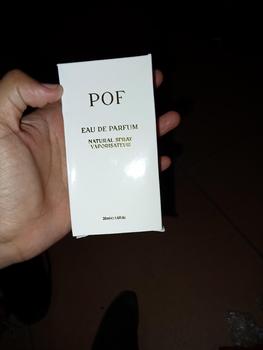 POF
EAU DE PARFUM
NATURAL SPRAY
VAPORISATEUR